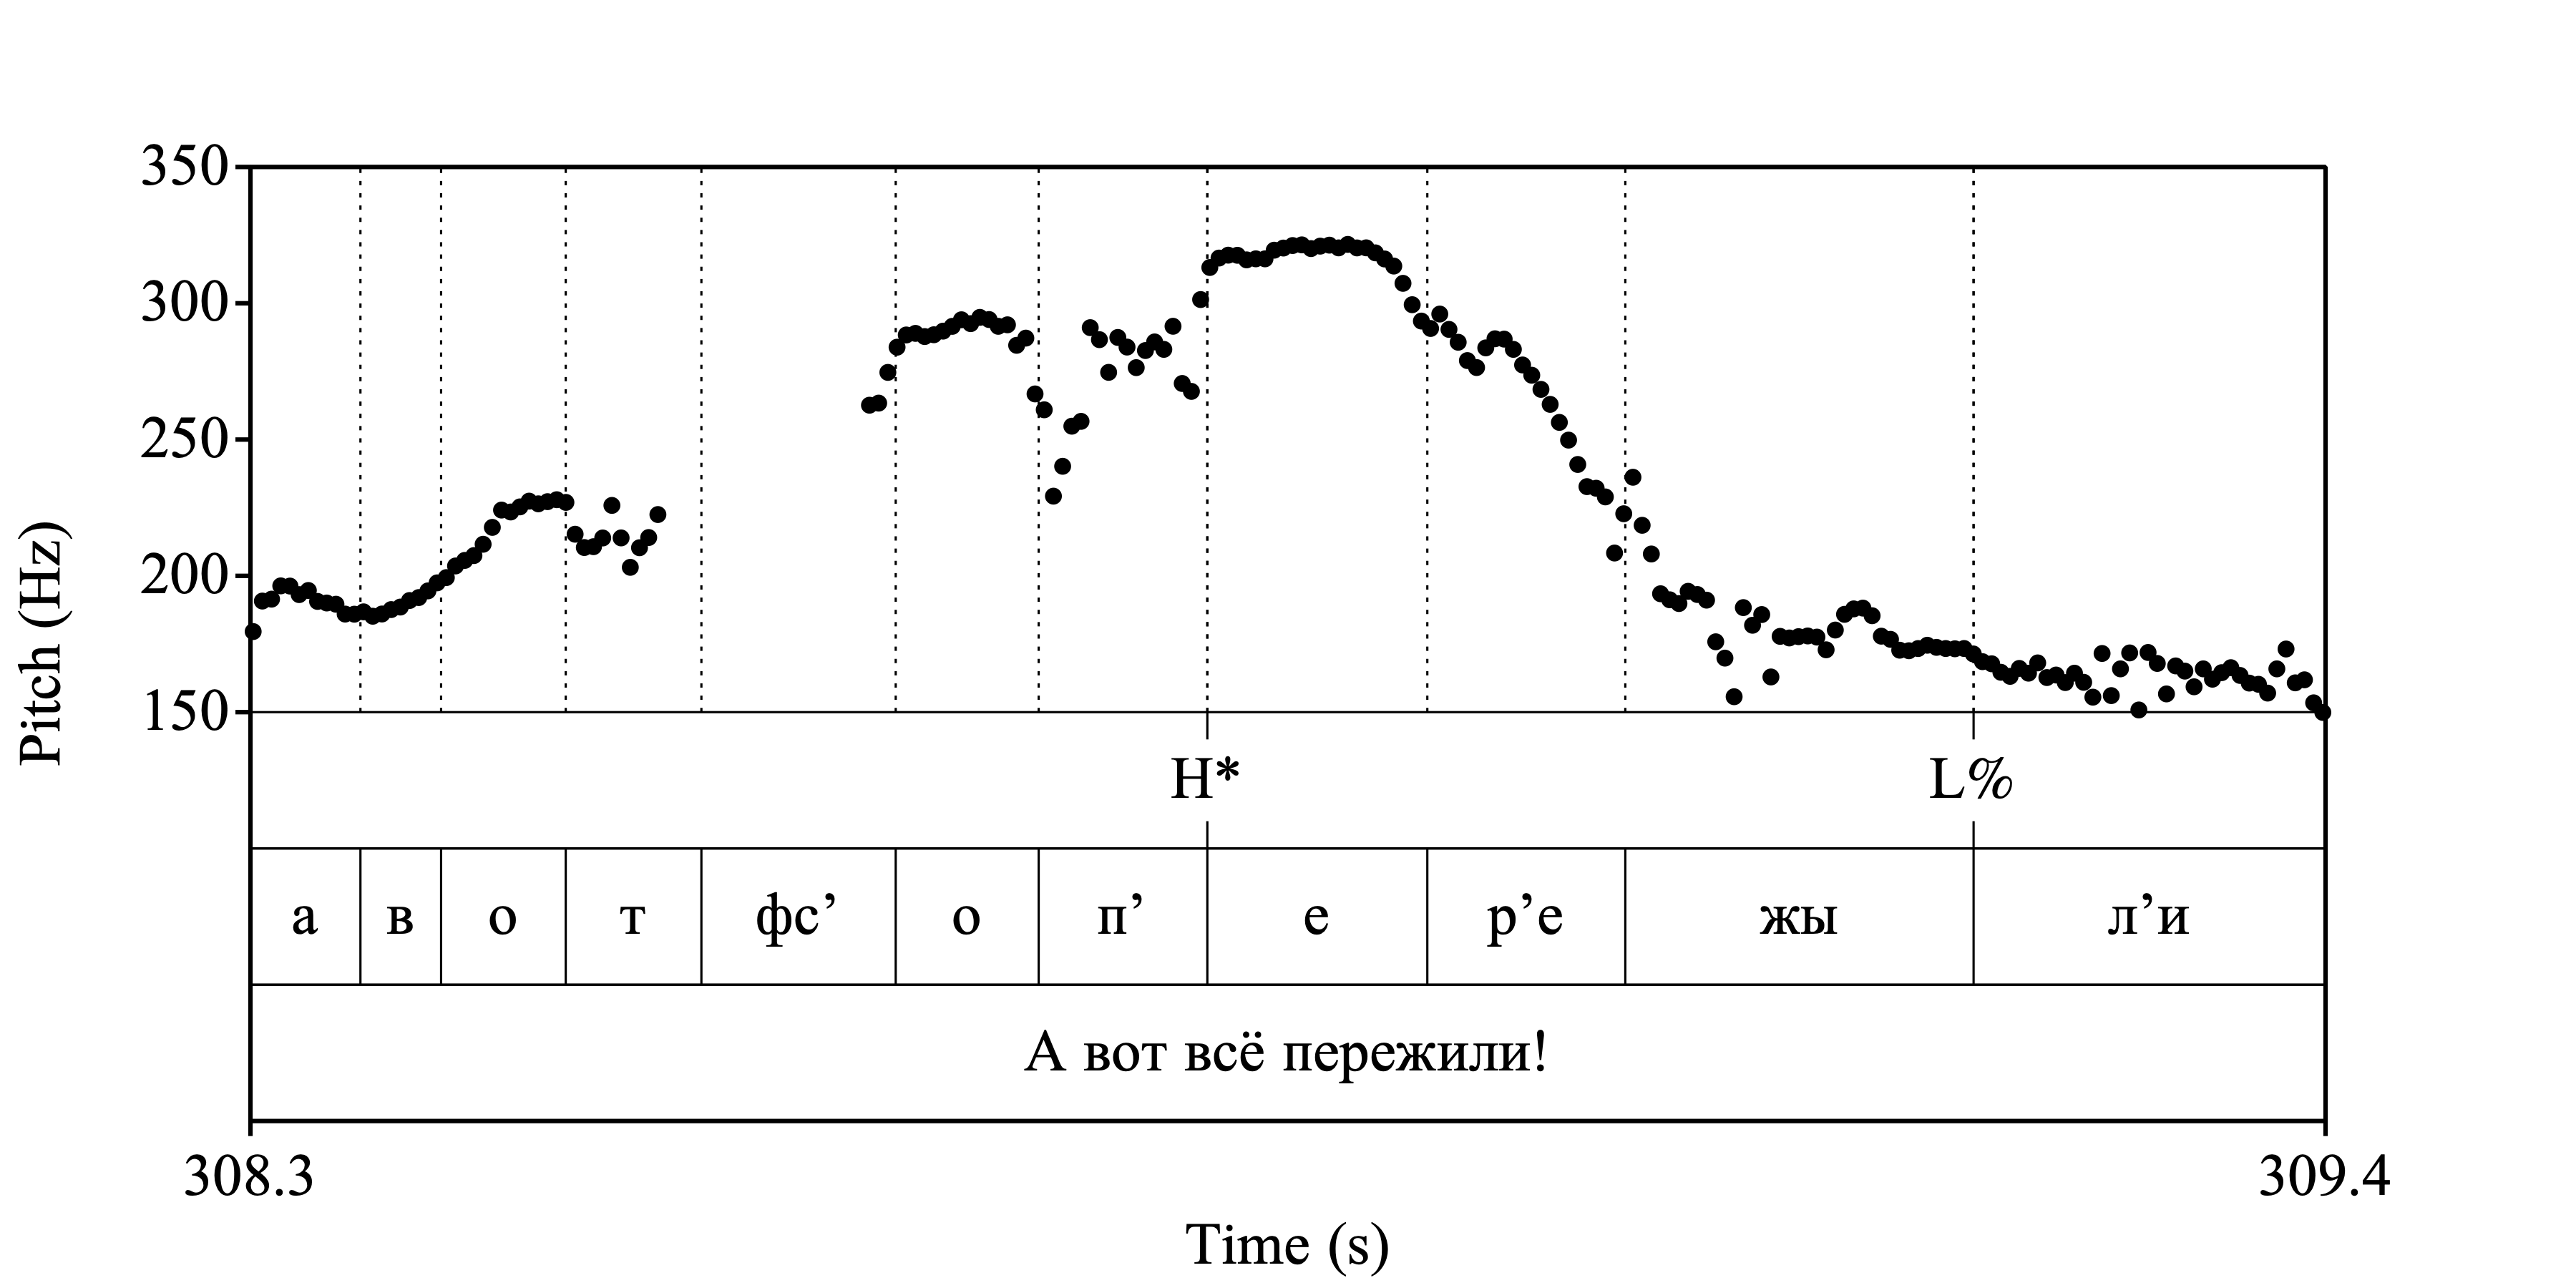 350
300
250
200
150
Pitch (Hz)
H* L%
а в о т фс’ о п’ е р’е жы л’и
А вот всё пережили!
308.3 309.4
Time (s)